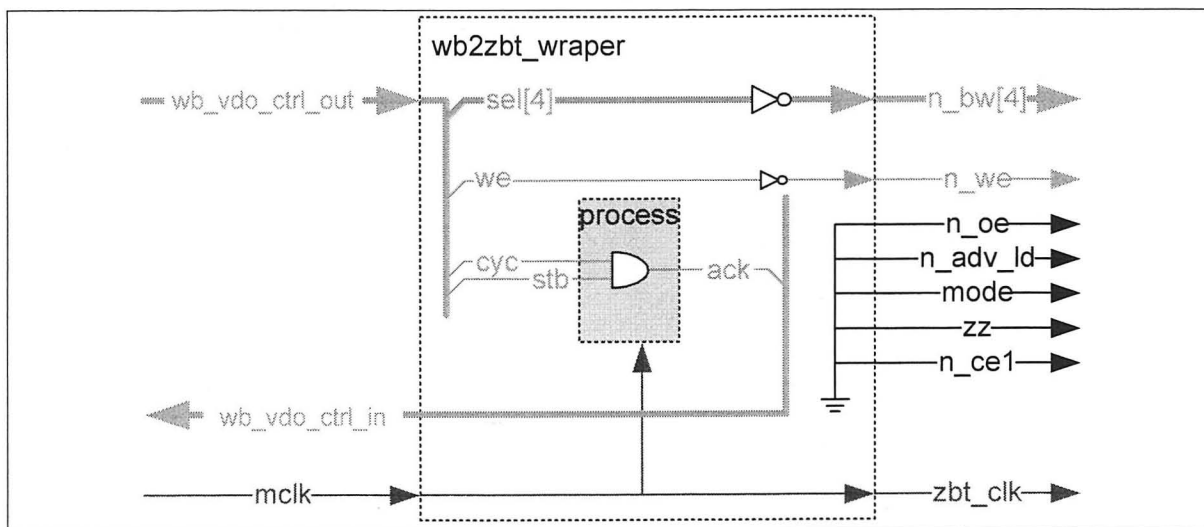 wb2zbt_wraper
wb_vdo_ctrl_out
sel[4]
n_bw[4]
we
n_we
process
n_oe
cyc
stb
ack
n_adv_ld
mode
zz
n_ce1
wb_vdo_ctrl_in
mclk
zbt_clk